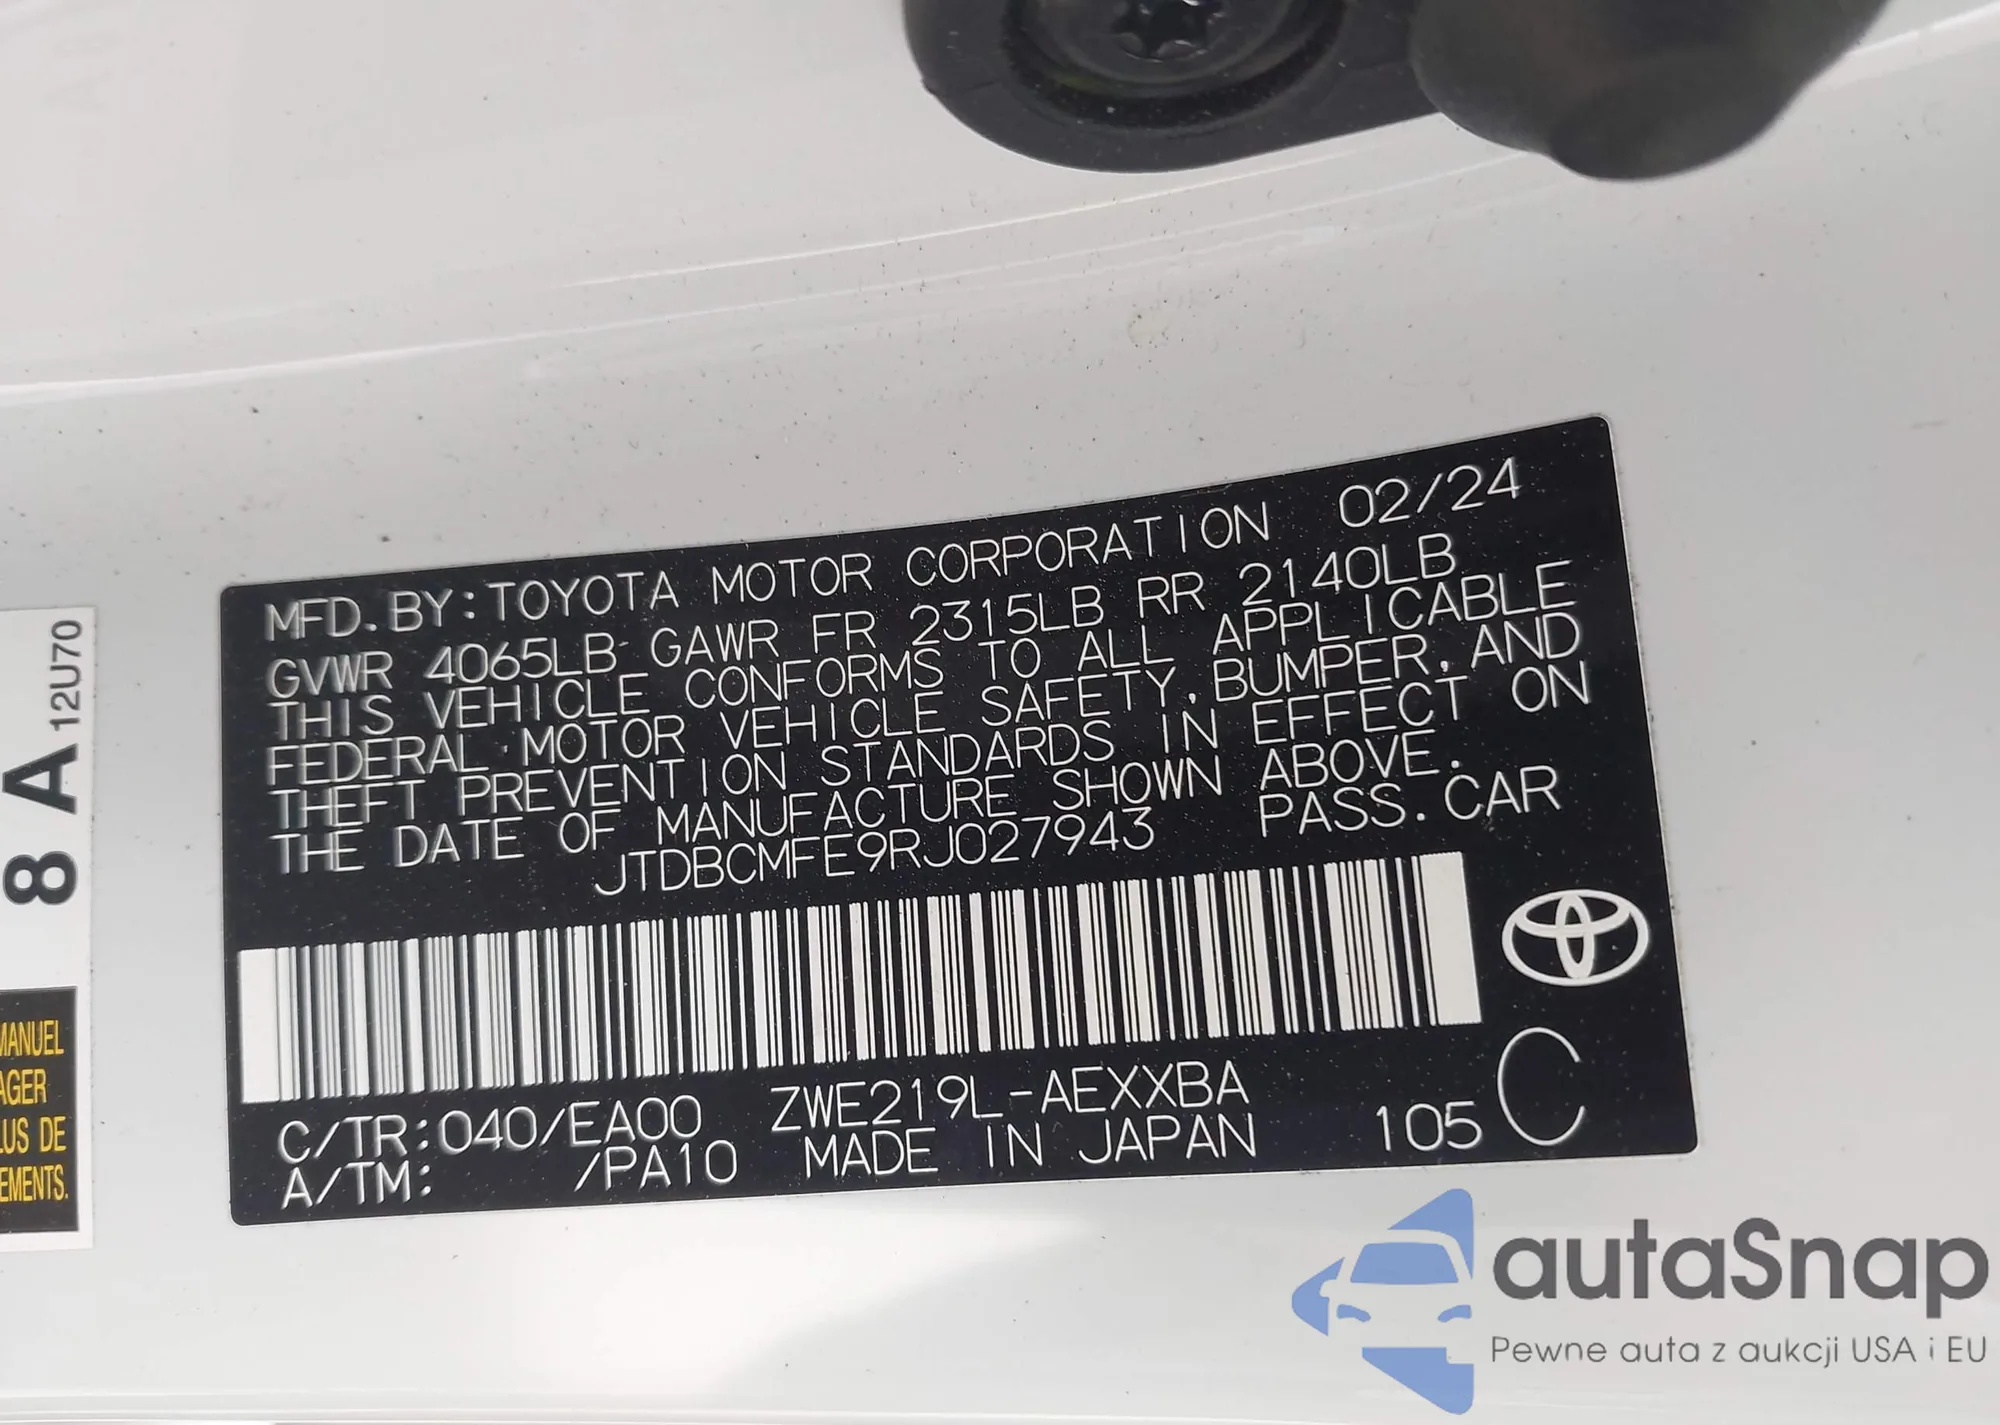 MFD. BY:TOYOTA MOTOR CORPORATION 02/24
GVWR 4065LB GAWR FR 2315LB RR 2140LB
THIS VEHICLE CONFORMS TO ALL APPLICABLE
FEDERAL MOTOR VEHICLE SAFETY, BUMPER, AND
THEFT PREVENTION STANDARDS IN EFFECT ON
THE DATE OF MANUFACTURE SHOWN ABOVE.
JTDBCMFE9RJ027943 PASS. CAR
C/TR:040/EA00 ZWE219L-AEXXBA
A/TM: /PA10 MADE IN JAPAN 105 C
8 A 12U70
MANUEL
AGER
LUS DE
EMENTS.
autaSnap
Pewne auta z aukcji USA i EU